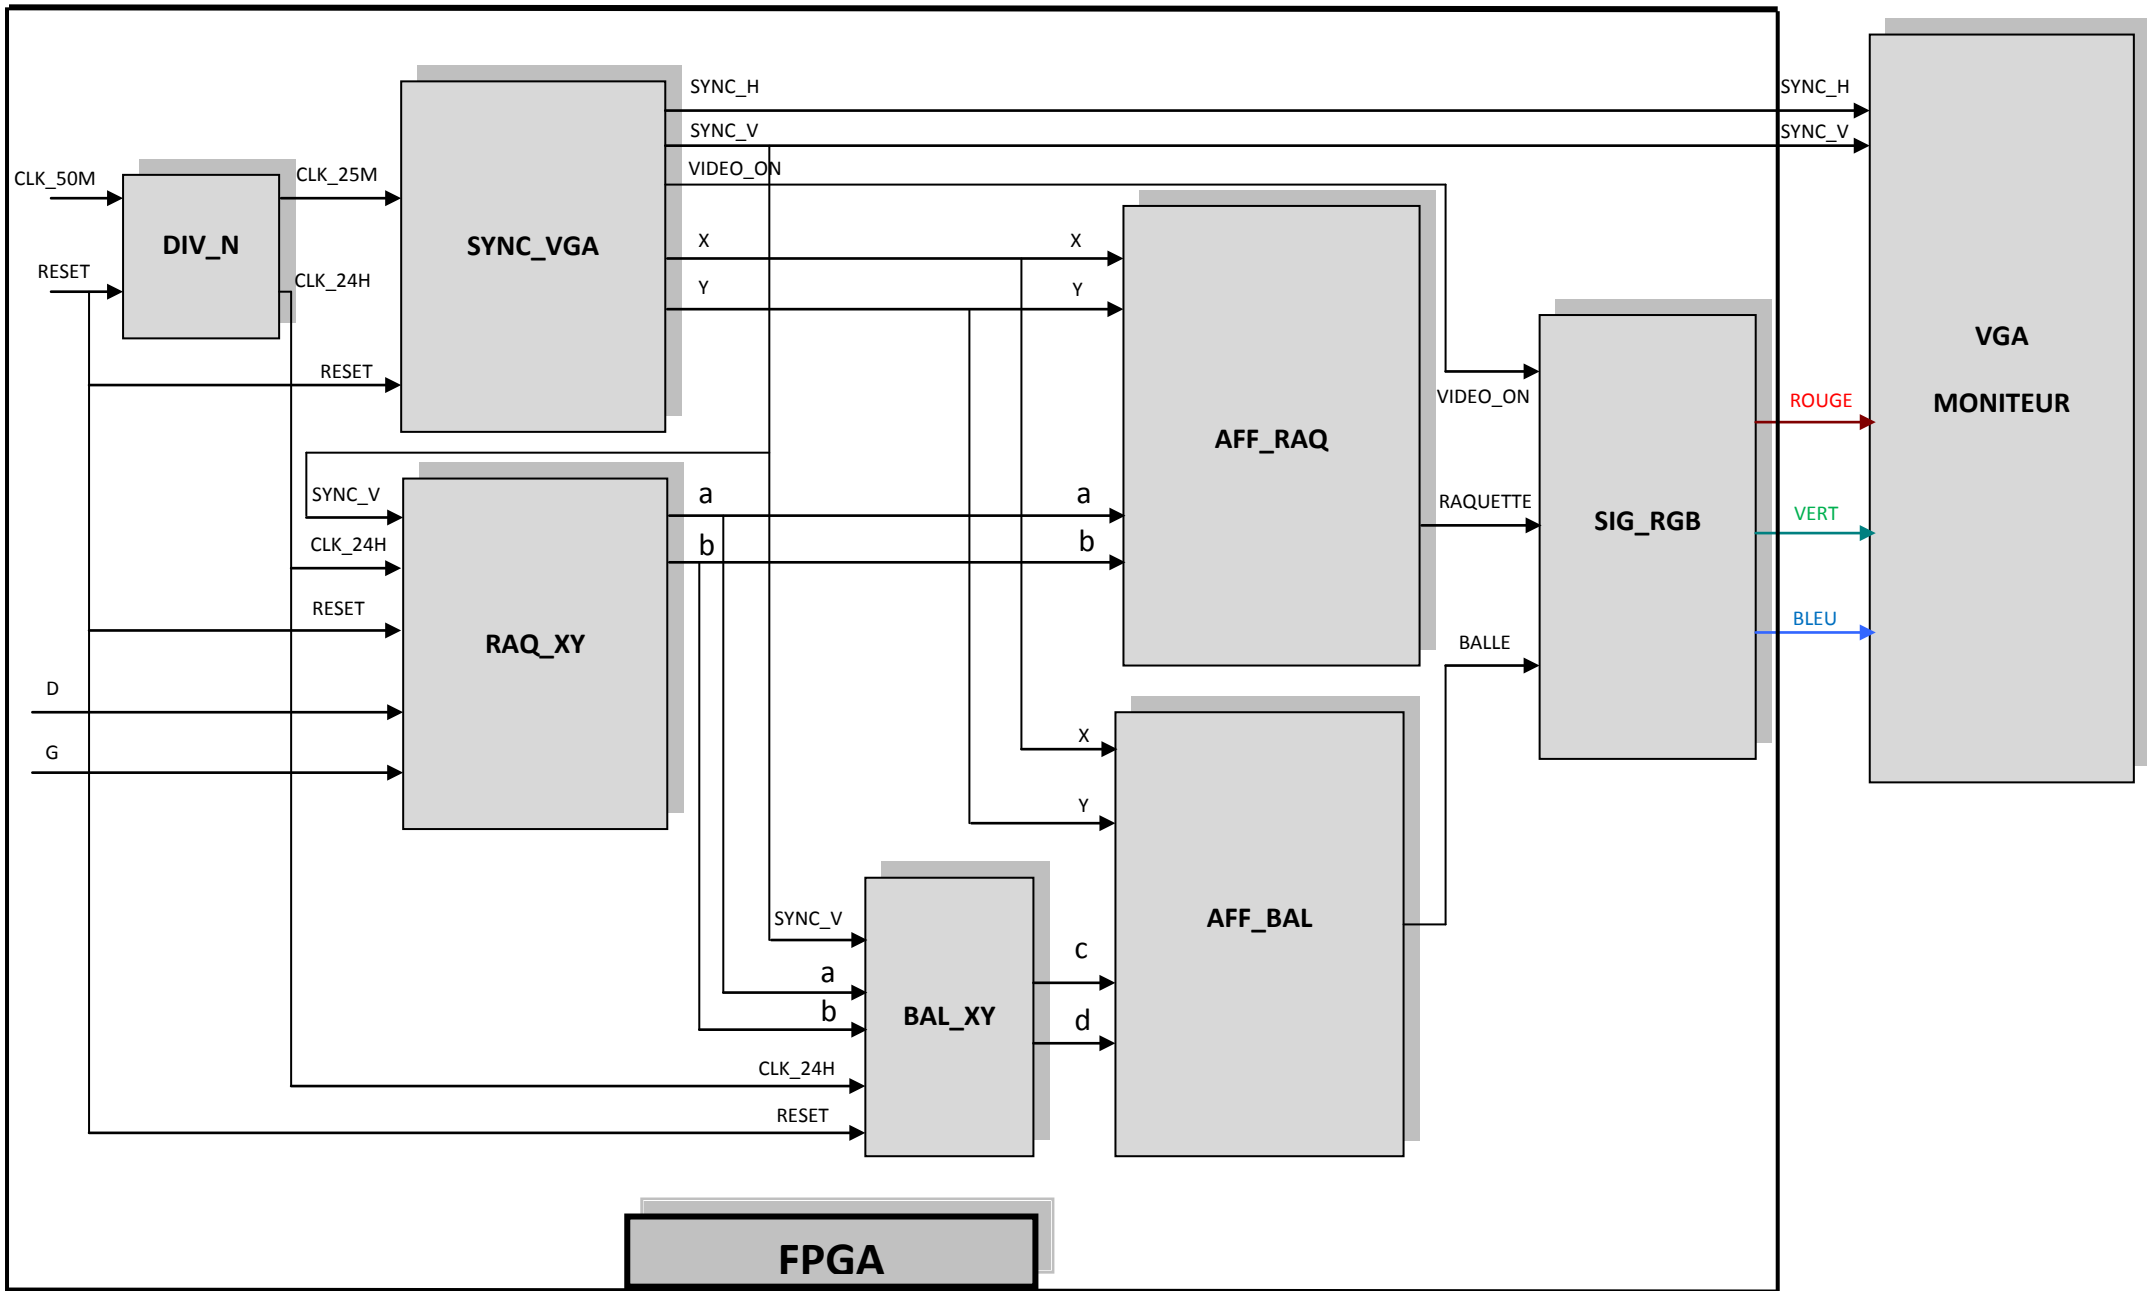 SYNC_H
SYNC_H
SYNC_V
SYNC_V
VIDEO_ON
CLK_50M
CLK_25M
DIV_N
SYNC_VGA
X
X
RESET
CLK_24H
Y
Y
VGA
MONITEUR
RESET
VIDEO_ON
ROUGE
AFF_RAQ
SYNC_V
a
a
RAQUETTE
SIG_RGB
VERT
CLK_24H
b
b
RESET
RAQ_XY
BALLE
BLEU
D
G
X
Y
SYNC_V
AFF_BAL
c
a
b
BAL_XY
d
CLK_24H
RESET
FPGA